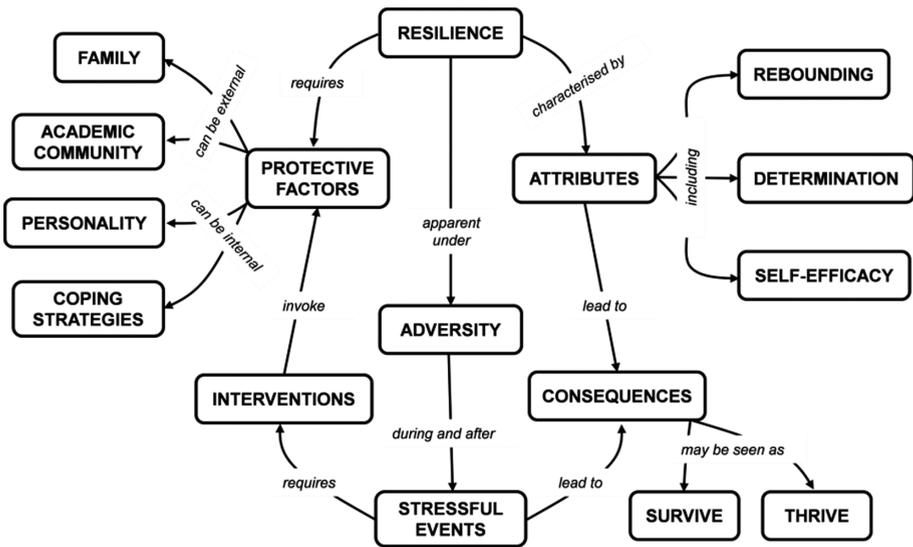 RESILIENCE
FAMILY
requires
characterised by
REBOUNDING
can be external
ACADEMIC
COMMUNITY
PROTECTIVE
FACTORS
ATTRIBUTES
including
DETERMINATION
PERSONALITY
can be internal
apparent
under
SELF-EFFICACY
COPING
STRATEGIES
invoke
ADVERSITY
lead to
INTERVENTIONS
CONSEQUENCES
during and after
may be seen as
requires
lead to
STRESSFUL
EVENTS
SURVIVE
THRIVE